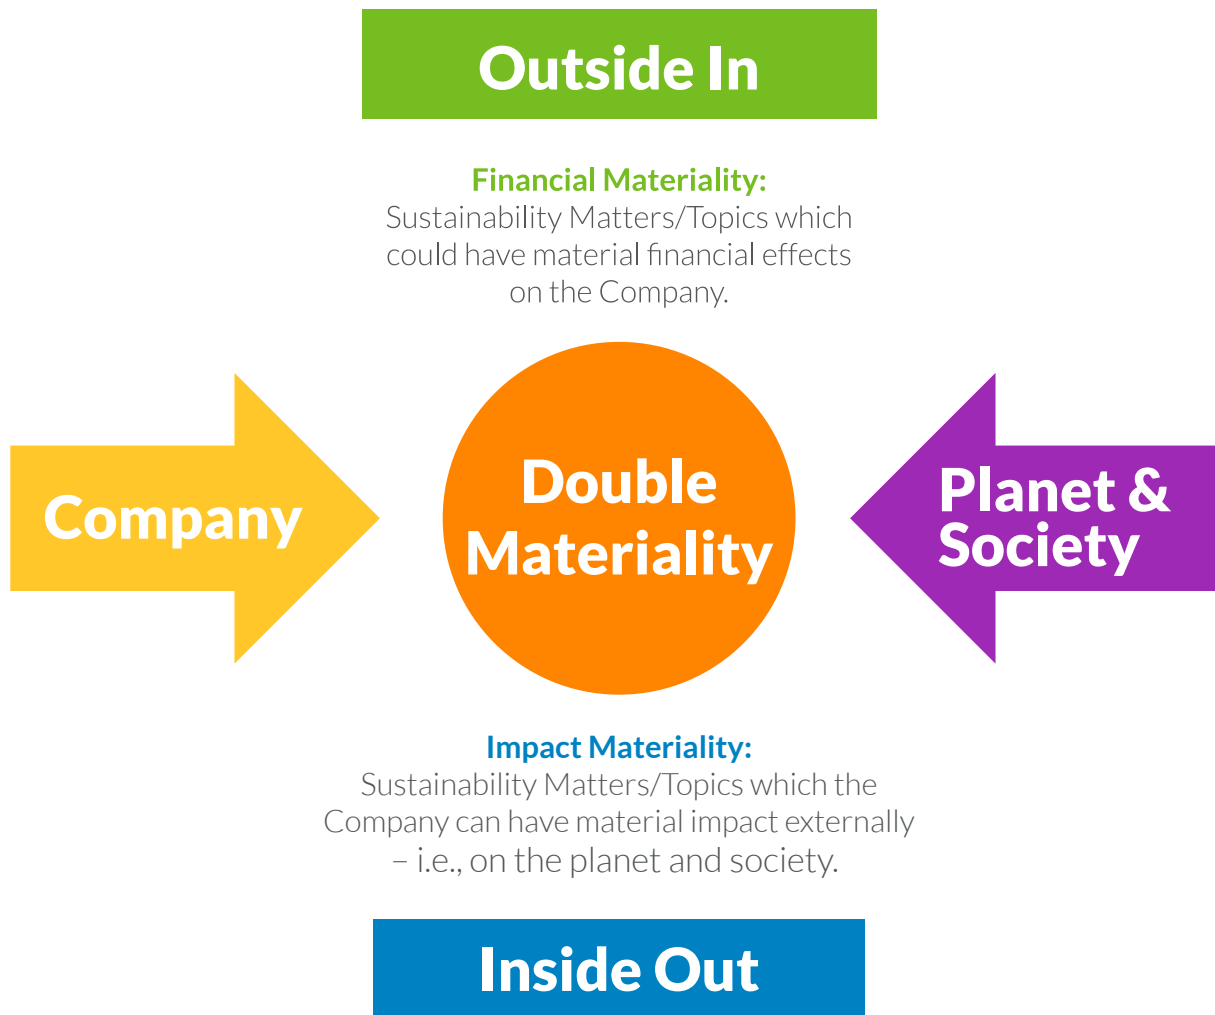 Outside In
Financial Materiality:
Sustainability Matters/Topics which
could have material financial effects
on the Company.
Company
Double
Materiality
Planet &
Society
Impact Materiality:
Sustainability Matters/Topics which the
Company can have material impact externally
– i.e., on the planet and society.
Inside Out